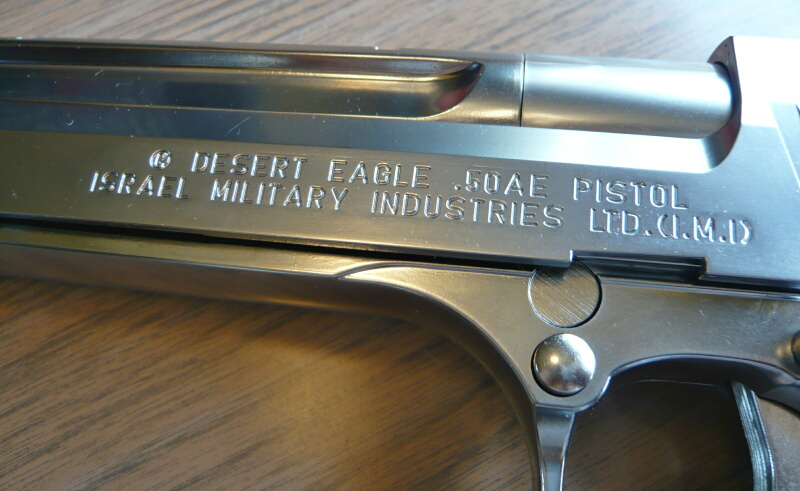 ® DESERT EAGLE .50AE PISTOL
ISRAEL MILITARY INDUSTRIES LTD.(I.M.I)